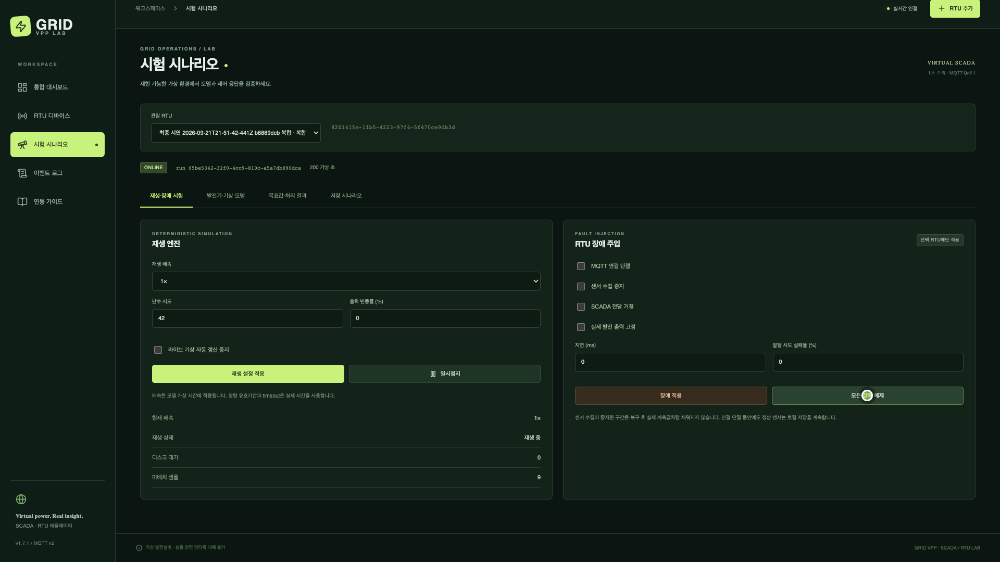 GRID
VPP LAB
WORKSPACE
통합 대시보드
RTU 디바이스
시험 시나리오
이벤트 로그
연동 가이드
Virtual power. Real insight.
SCADA · RTU 에뮬레이터
v1.7.1 / MQTT v2
워크스페이스
시험 시나리오
실시간 연결
RTU 추가
GRID OPERATIONS / LAB
시험 시나리오
재현 가능한 가상 환경에서 모델과 제어 응답을 검증하세요.
VIRTUAL SCADA
1초 수집 · MQTT QoS 1
관찰 RTU
최종 시연 2026-09-21T21-51-42-441Z b6889dcb 복합 · 복합
8201415e-11b5-4223-97f4-5f470ce9db3d
ONLINE
run 65be5342-32f0-4cc9-810c-a5a7db890dca
200 가상 초
재생·장애 시험
발전기·기상 모델
목표값·처리 결과
저장 시나리오
DETERMINISTIC SIMULATION
재생 엔진
재생 배속
1×
난수 시드
출력 변동률 (%)
42
0
라이브 기상 자동 갱신 중지
재생 설정 적용
일시정지
배속은 모델 가상 시간에 적용됩니다. 명령 유효기간과 timeout은 실제 시간을 사용합니다.
현재 배속
1×
재생 상태
재생 중
디스크 대기
0
미배치 샘플
9
FAULT INJECTION
RTU 장애 주입
선택 RTU에만 적용
MQTT 연결 단절
센서 수집 중지
SCADA 전달 거절
실제 발전 출력 고정
지연 (ms)
발행 시도 실패율 (%)
0
0
장애 적용
모든 장애 해제
센서 수집이 중지된 구간은 복구 후 실제 계측값처럼 채워지지 않습니다. 연결 단절 동안에도 정상 센서는 로컬 저장을 계속합니다.
가상 발전설비 · 실물 안전 인터록 대체 불가
GRID VPP · SCADA / RTU LAB